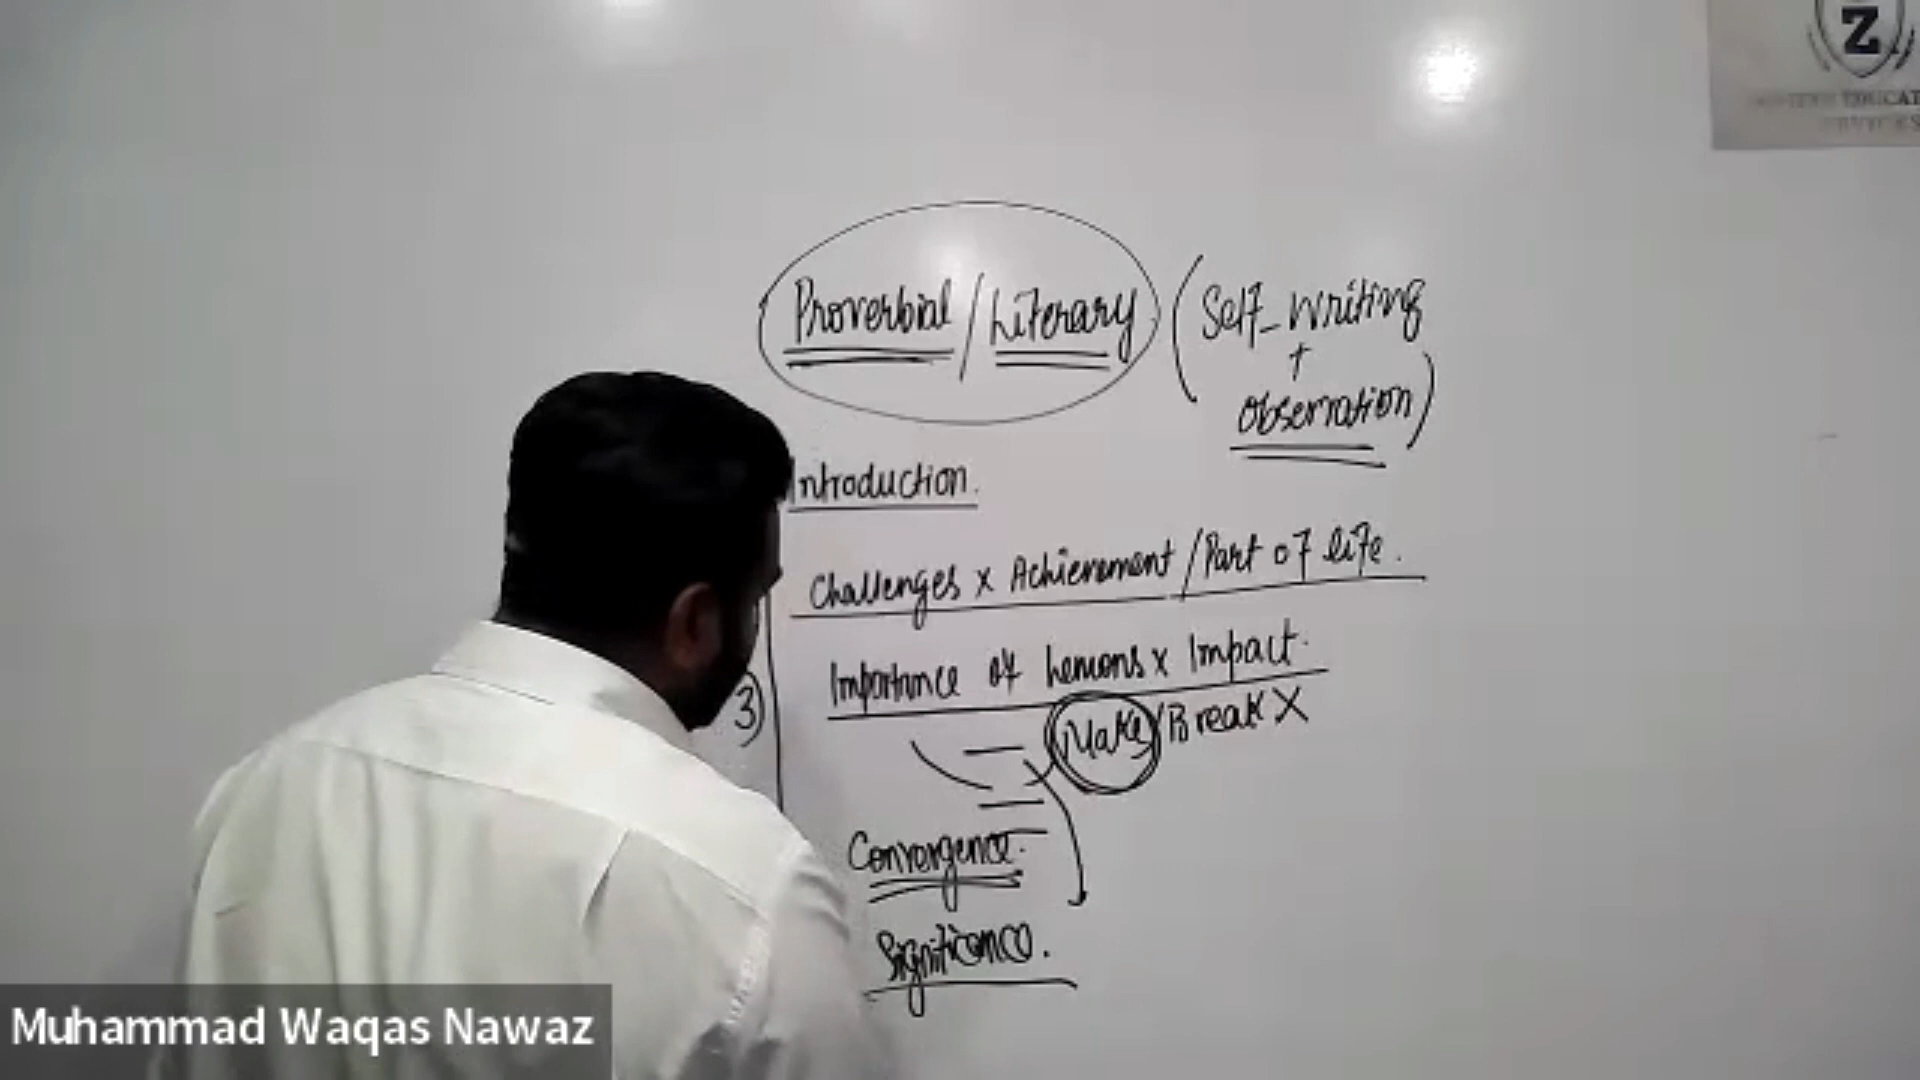 Z
EDUCAT
Proverbial / Literary (Self-writing
+
observation)
Introduction.
Challenges x Achievement / Part of life.
Importance of Lemons x Impact.
3)
Make / Break X
Convergence.
Significance.
Muhammad Waqas Nawaz